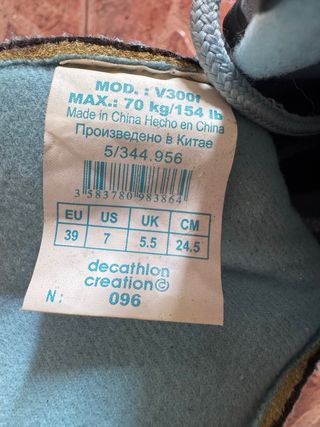 MOD. : V300f
MAX.: 70 kg/154 lb
Made in China Hecho en China
Произведено в Китае
5/344.956
3 583780 983864
EU US UK CM
39 7 5.5 24.5
decathlon
creation©
N : 096